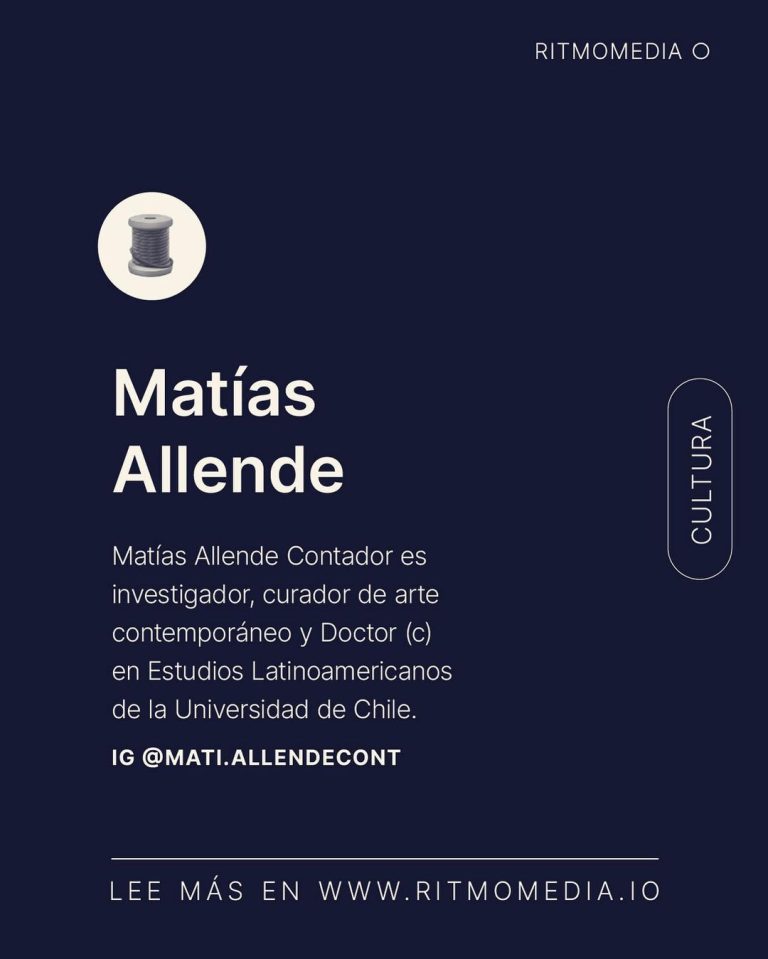 RITMOMEDIA O
Matías
Allende
CULTURA
Matías Allende Contador es
investigador, curador de arte
contemporáneo y Doctor (c)
en Estudios Latinoamericanos
de la Universidad de Chile.
IG @MATI.ALLENDECONT
LEE MÁS EN WWW.RITMOMEDIA.IO